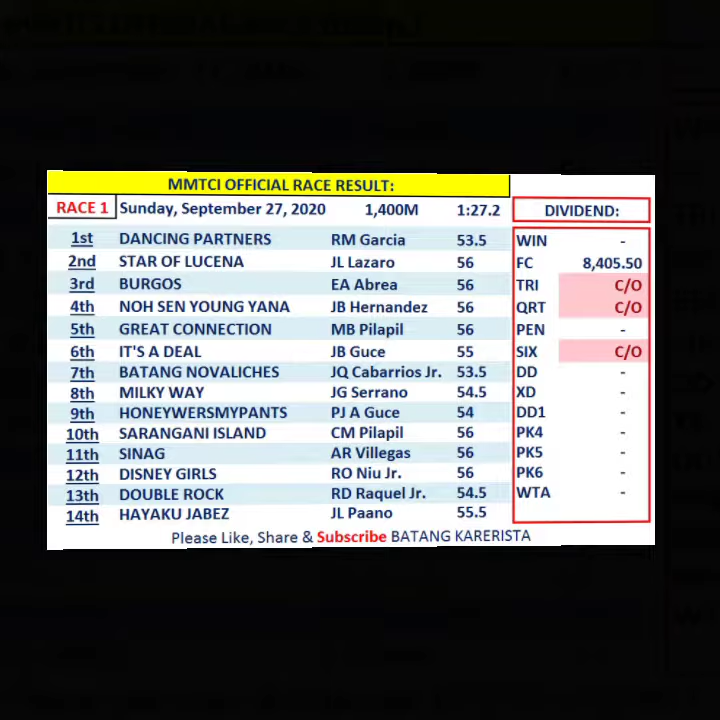 MMTCI OFFICIAL RACE RESULT:
RACE 1 Sunday, September 27, 2020 1,400M 1:27.2 DIVIDEND:
1st DANCING PARTNERS RM Garcia 53.5 WIN -
2nd STAR OF LUCENA JL Lazaro 56 FC 8,405.50
3rd BURGOS EA Abrea 56 TRI C/O
4th NOH SEN YOUNG YANA JB Hernandez 56 QRT C/O
5th GREAT CONNECTION MB Pilapil 56 PEN -
6th IT'S A DEAL JB Guce 55 SIX C/O
7th BATANG NOVALICHES JQ Cabarrios Jr. 53.5 DD -
8th MILKY WAY JG Serrano 54.5 XD -
9th HONEYWERSMYPANTS PJ A Guce 54 DD1 -
10th SARANGANI ISLAND CM Pilapil 56 PK4 -
11th SINAG AR Villegas 56 PK5 -
12th DISNEY GIRLS RO Niu Jr. 56 PK6 -
13th DOUBLE ROCK RD Raquel Jr. 54.5 WTA -
14th HAYAKU JABEZ JL Paano 55.5
Please Like, Share & Subscribe BATANG KARERISTA